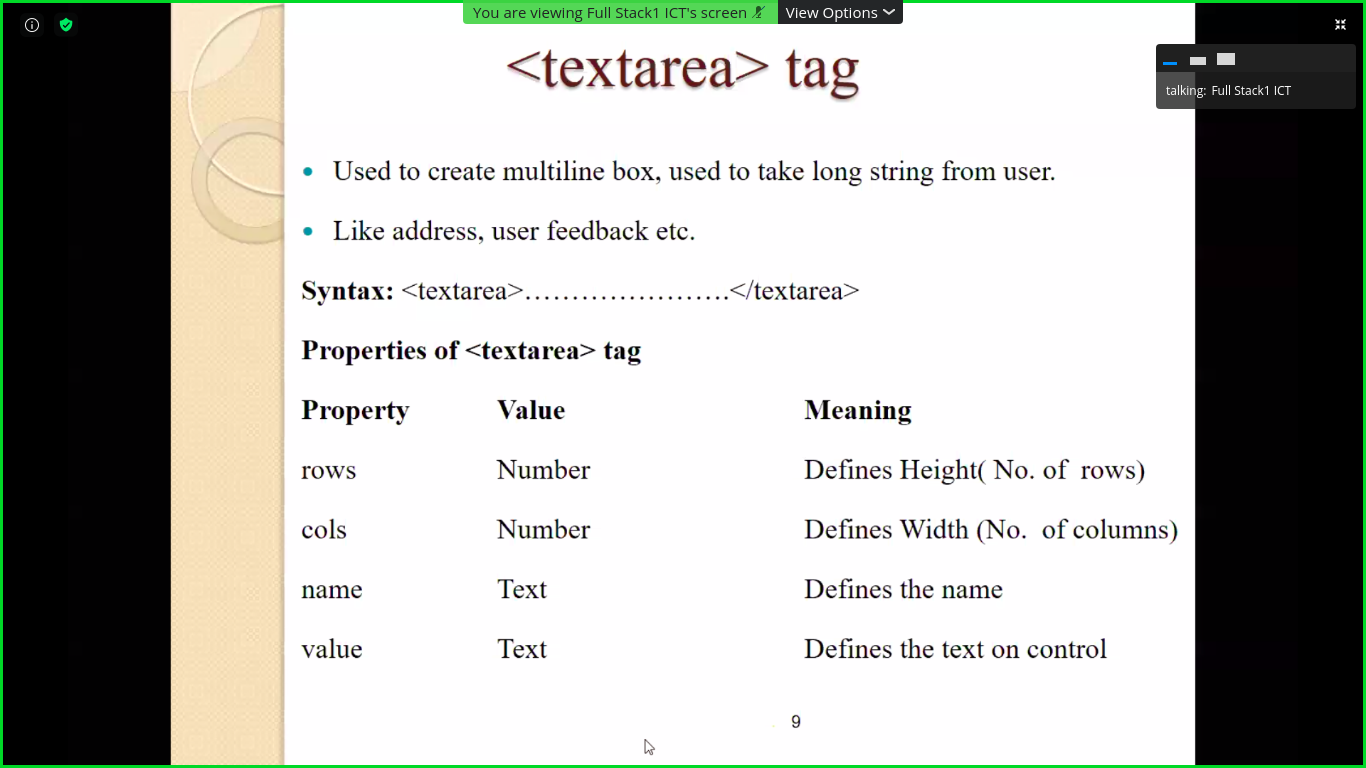 You are viewing Full Stack1 ICT's screen View Options
talking: Full Stack1 ICT
<textarea> tag
Used to create multiline box, used to take long string from user.
Like address, user feedback etc.
Syntax: <textarea>…………………….</textarea>
Properties of <textarea> tag
Property Value Meaning
rows Number Defines Height( No. of  rows)
cols Number Defines Width (No.  of columns)
name Text Defines the name
value Text Defines the text on control
9